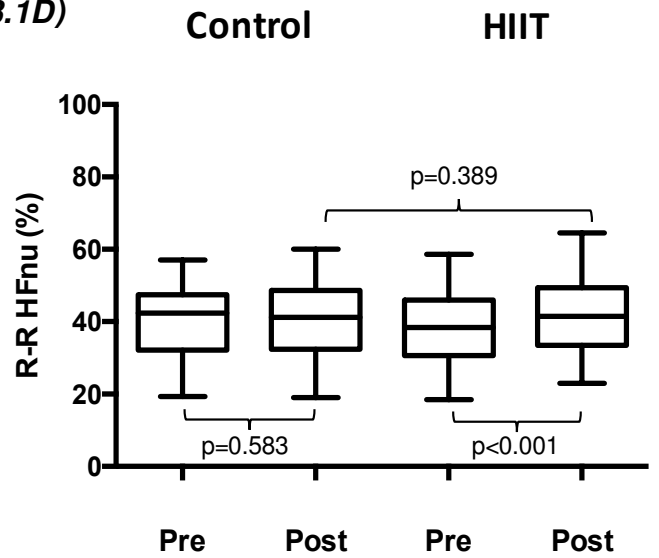 3.1D)
Control HIIT
R-R HFnu (%)
100
80
60
40
20
0
p=0.389
p=0.583
p<0.001
Pre Post Pre Post